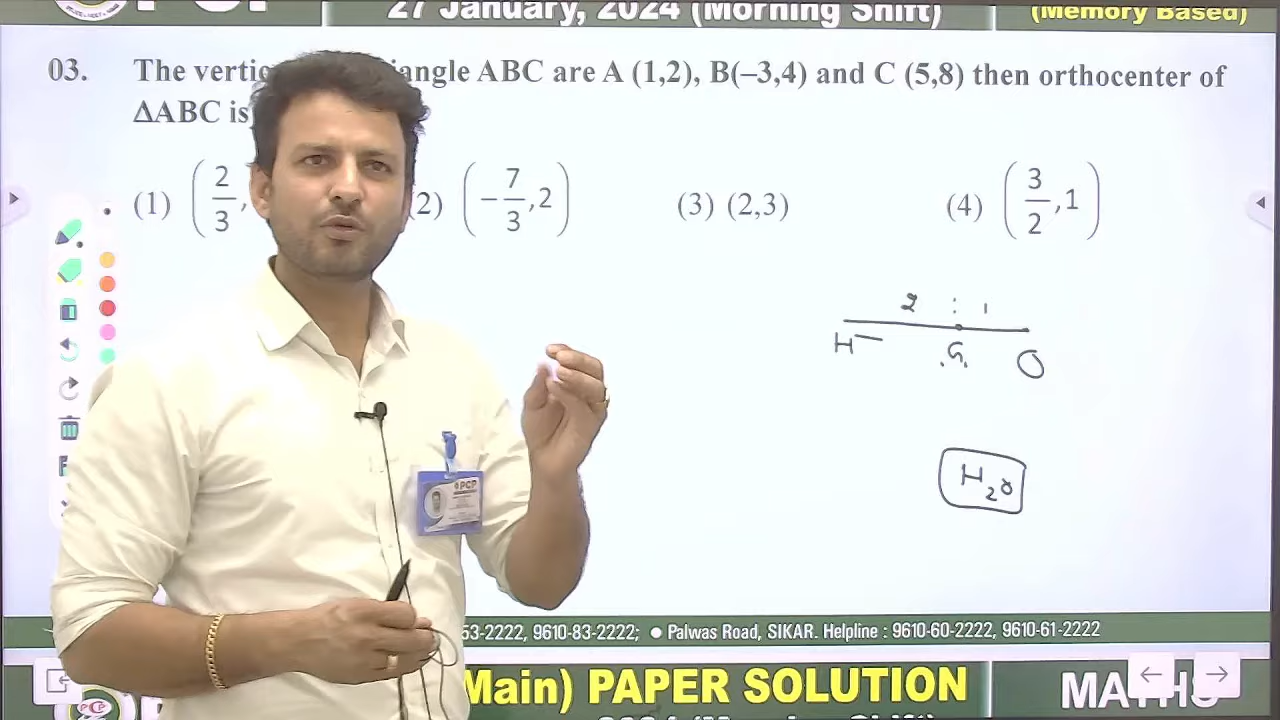 27 January, 2024 (Morning Shift)
(Memory Based)
03. The angle ABC are A (1,2), B(–3,4) and C (5,8) then orthocenter of
ΔABC is
(1) (2/3,
(2) (–7/3,2)
(3) (2,3)
(4) (3/2,1)
2 : 1
H G O
H2O
PCP
53-2222, 9610-83-2222; ● Palwas Road, SIKAR. Helpline : 9610-60-2222, 9610-61-2222
Main) PAPER SOLUTION
PCP